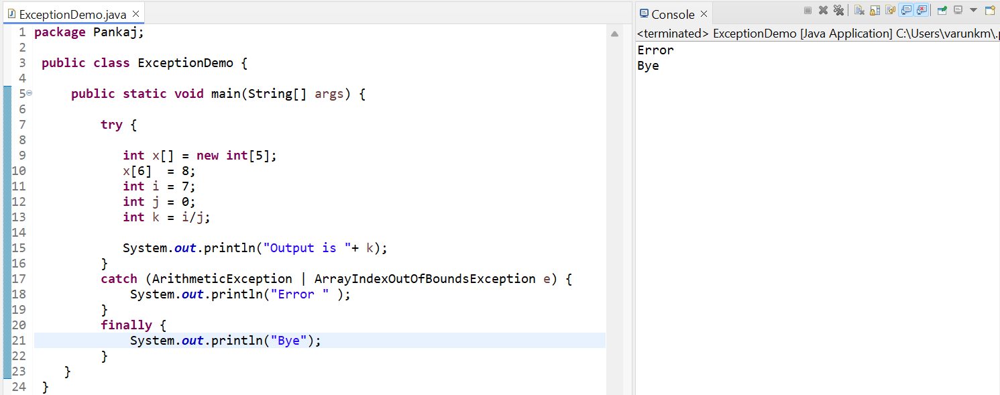 ExceptionDemo.java
1 package Pankaj;
2
3 public class ExceptionDemo {
4
5 public static void main(String[] args) {
6
7 try {
8
9 int x[] = new int[5];
10 x[6]  = 8;
11 int i = 7;
12 int j = 0;
13 int k = i/j;
14
15 System.out.println("Output is "+ k);
16 }
17 catch (ArithmeticException | ArrayIndexOutOfBoundsException e) {
18 System.out.println("Error " );
19 }
20 finally {
21 System.out.println("Bye");
22 }
23 }
24 }
Console
<terminated> ExceptionDemo [Java Application] C:\Users\varunkm\.p
Error
Bye